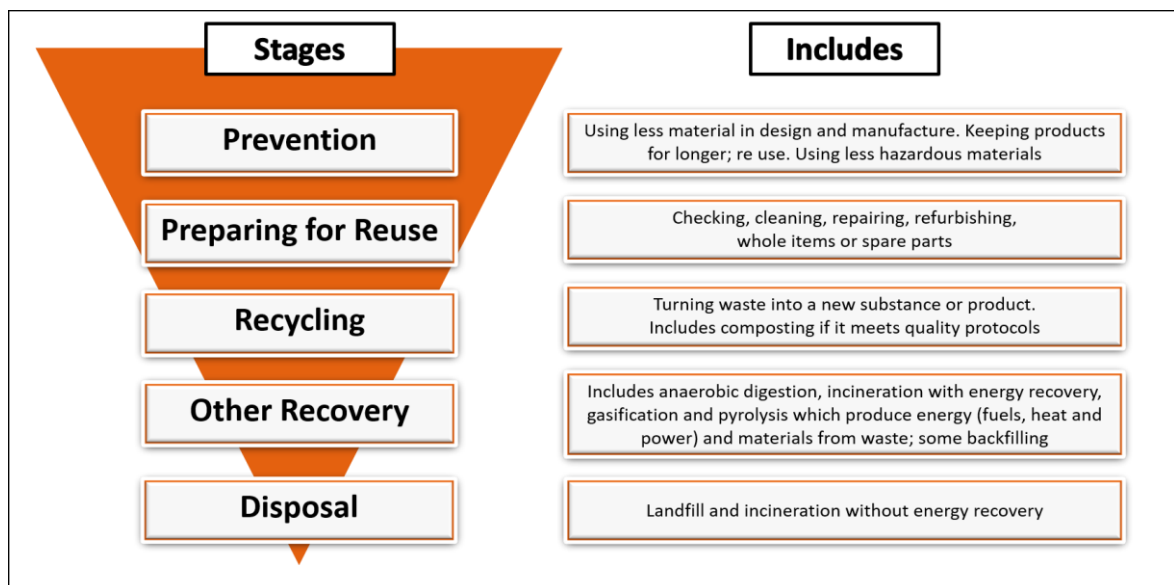 Stages
Includes
Prevention
Using less material in design and manufacture. Keeping products
for longer; re use. Using less hazardous materials
Preparing for Reuse
Checking, cleaning, repairing, refurbishing,
whole items or spare parts
Recycling
Turning waste into a new substance or product.
Includes composting if it meets quality protocols
Other Recovery
Includes anaerobic digestion, incineration with energy recovery,
gasification and pyrolysis which produce energy (fuels, heat and
power) and materials from waste; some backfilling
Disposal
Landfill and incineration without energy recovery